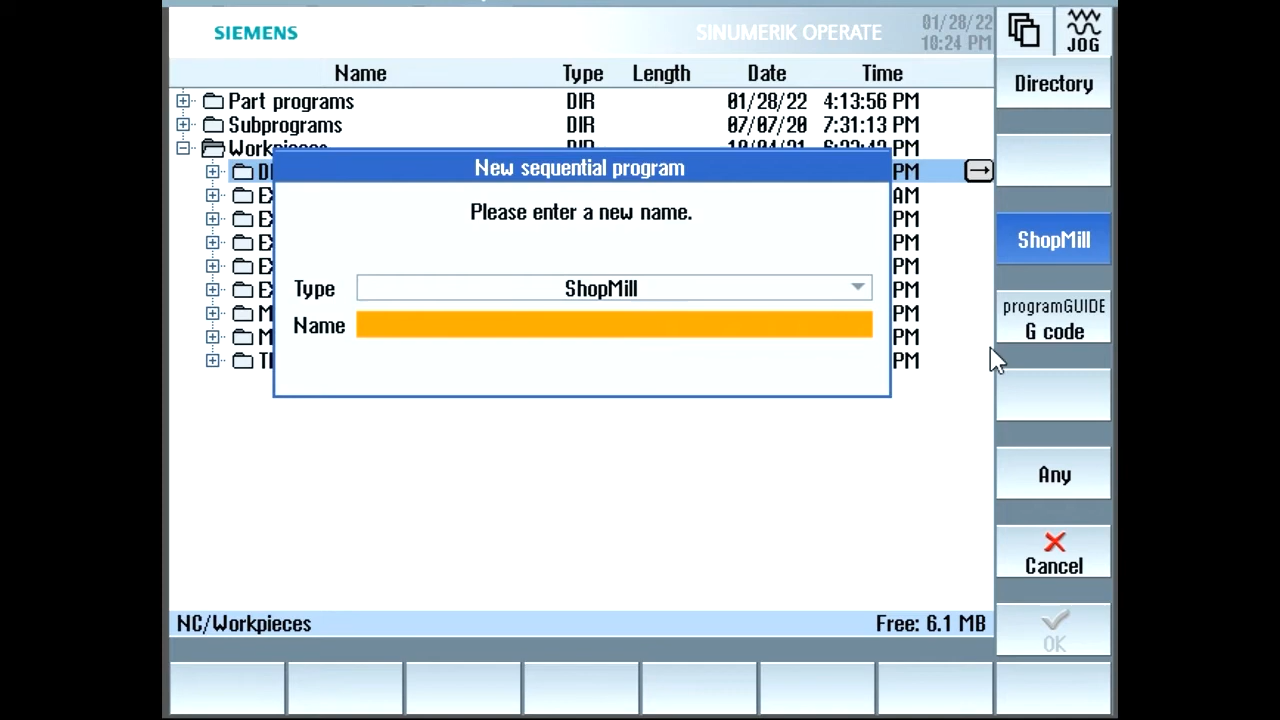 SIEMENS SINUMERIK OPERATE 01/28/22 10:24 PM
JOG
Name Type Length Date Time
Directory
Part programs DIR 01/28/22 4:13:56 PM
Subprograms DIR 07/07/20 7:31:13 PM
Workpieces DIR PM
New sequential program
PM
AM
Please enter a new name.
PM
ShopMill
PM
PM
Type ShopMill
PM
programGUIDE
G code
Name
PM
PM
PM
Any
Cancel
NC/Workpieces Free: 6.1 MB
OK